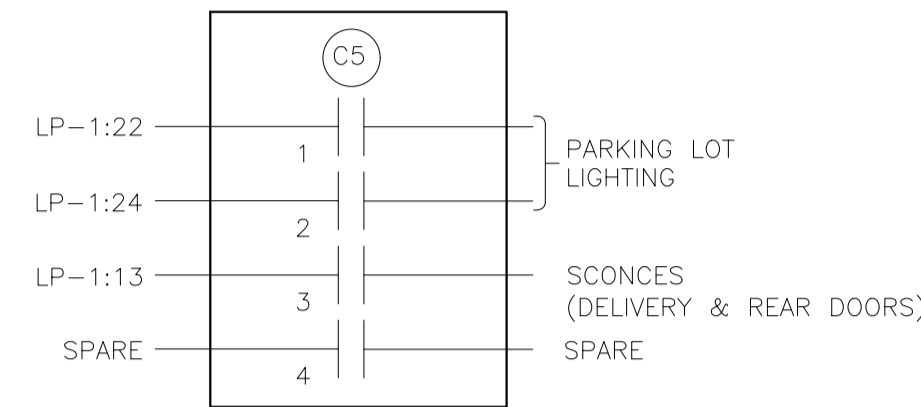 C5
LP-1:22
1
PARKING LOT
LIGHTING
LP-1:24
2
LP-1:13
3
SCONCES
(DELIVERY & REAR DOORS)
SPARE
4
SPARE